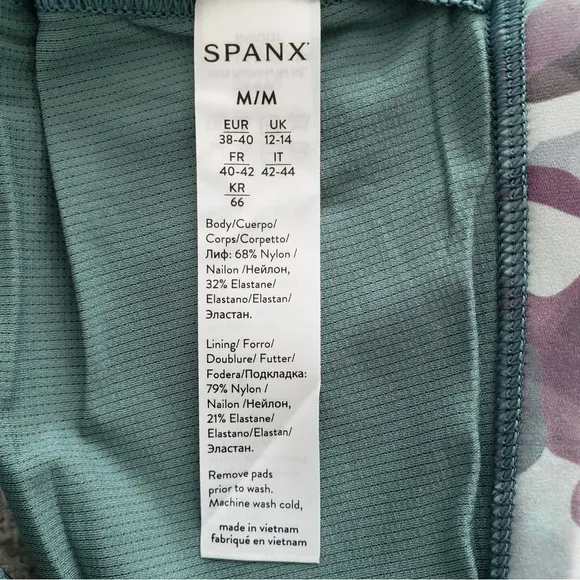 SPANX
M/M
EUR UK
38-40 12-14
FR IT
40-42 42-44
KR
66
Body/Cuerpo/
Corps/Corpetto/
Лиф: 68% Nylon /
Nailon /Нейлон,
32% Elastane/
Elastano/Elastan/
Эластан.
Lining/ Forro/
Doublure/ Futter/
Fodera/Подкладка:
79% Nylon /
Nailon /Нейлон,
21% Elastane/
Elastano/Elastan/
Эластан.
Remove pads
prior to wash.
Machine wash cold,
made in vietnam
fabriqué en vietnam